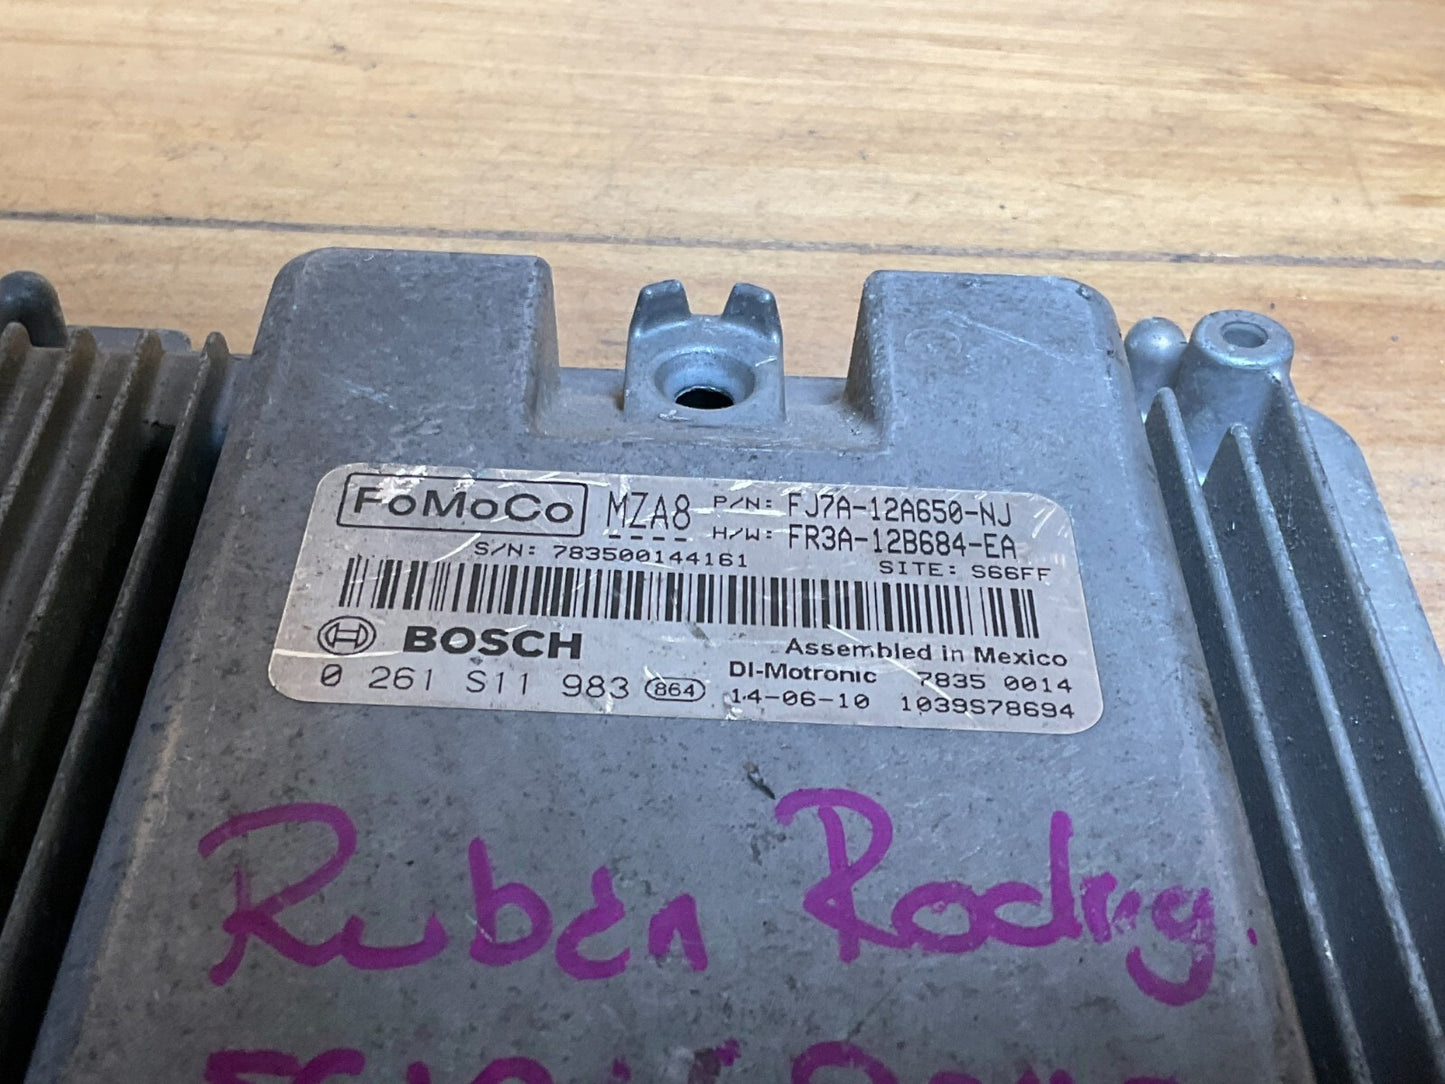 FoMoCo MZA8 P/N: FJ7A-12A650-NJ
H/W: FR3A-12B684-EA
S/N: 783500144161 SITE: S66FF
BOSCH Assembled in Mexico
DI-Motronic 7835 0014
0 261 S11 983 864 14-06-10 1039S78694
Rubén Rodrig.